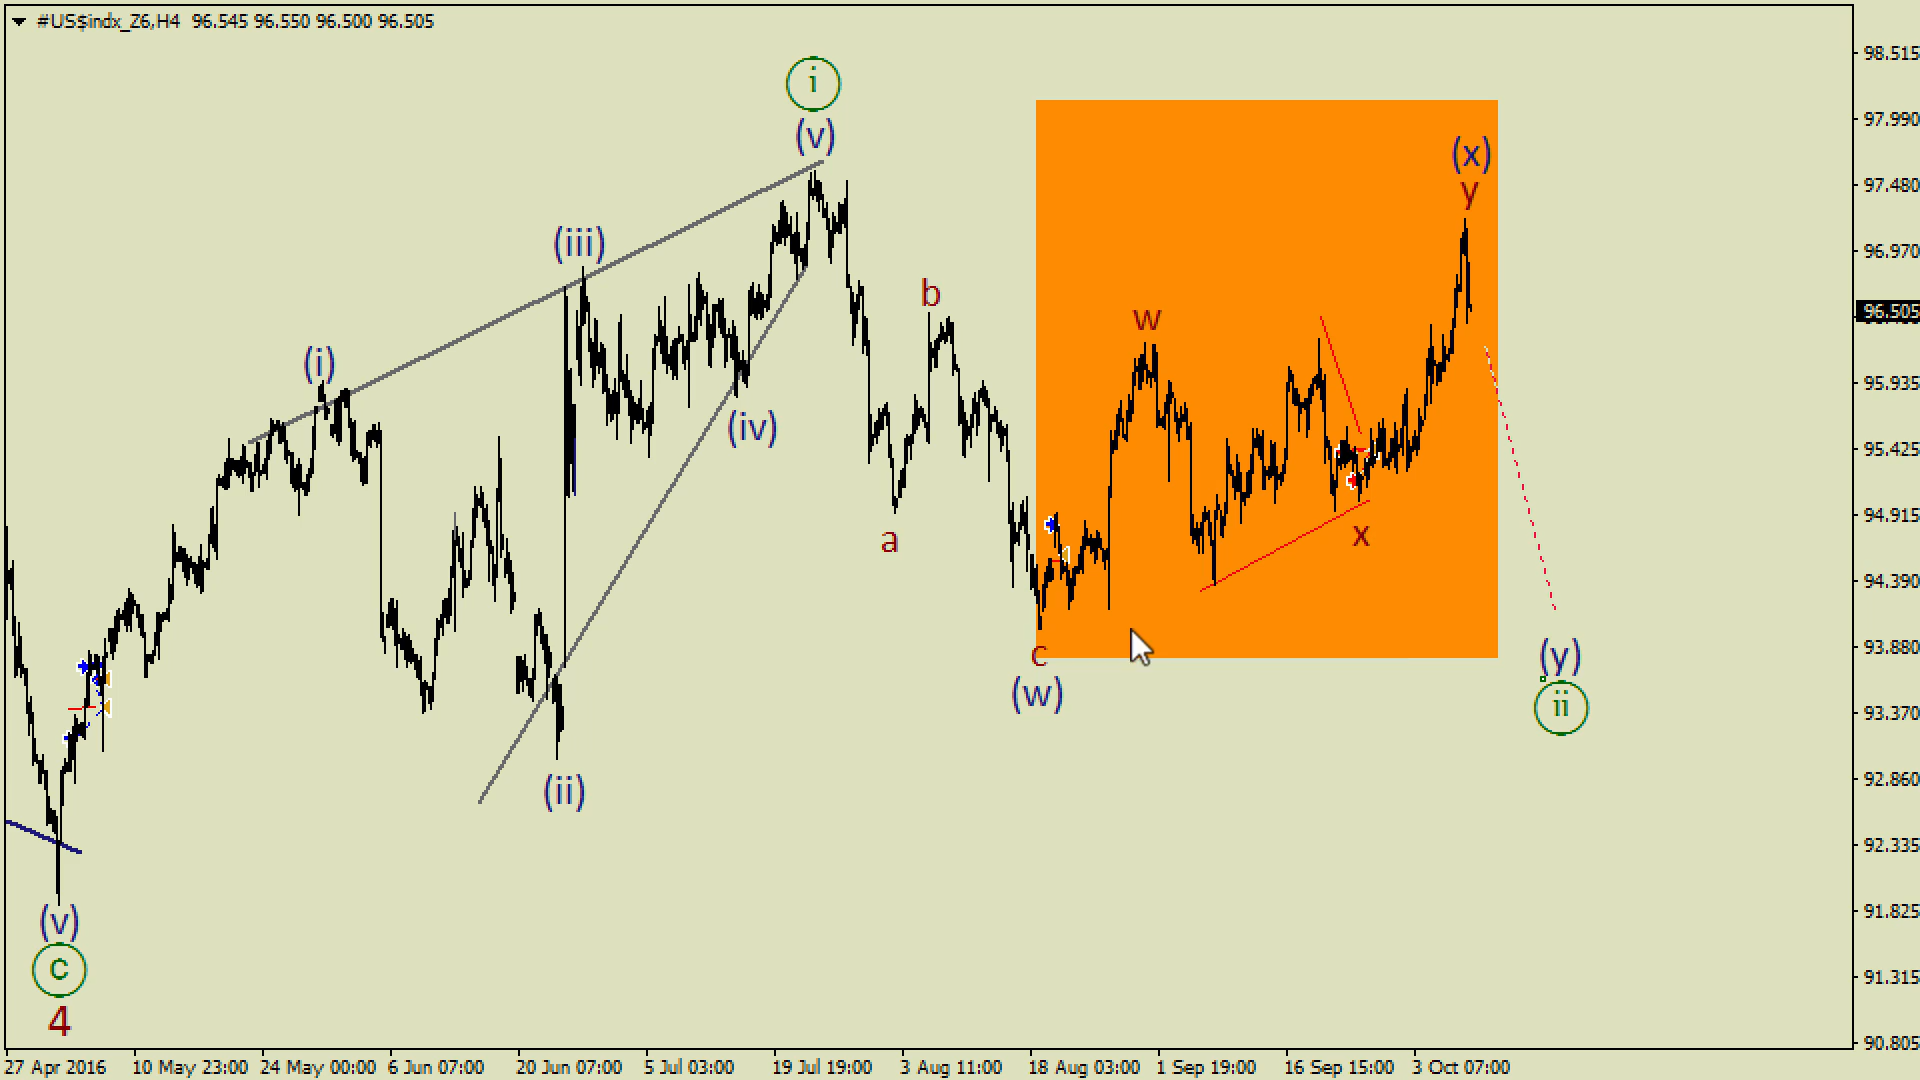 #US$indx_Z6,H4 96.545 96.550 96.500 96.505
i
(v)
(iii)
(i)
(iv)
(ii)
(v)
c
4
b
a
c
(w)
w
x
(x)
y
(y)
ii
98.515
97.990
97.480
96.970
96.505
95.935
95.425
94.915
94.390
93.880
93.370
92.860
92.335
91.825
91.315
90.805
27 Apr 2016 10 May 23:00 24 May 00:00 6 Jun 07:00 20 Jun 07:00 5 Jul 03:00 19 Jul 19:00 3 Aug 11:00 18 Aug 03:00 1 Sep 19:00 16 Sep 15:00 3 Oct 07:00